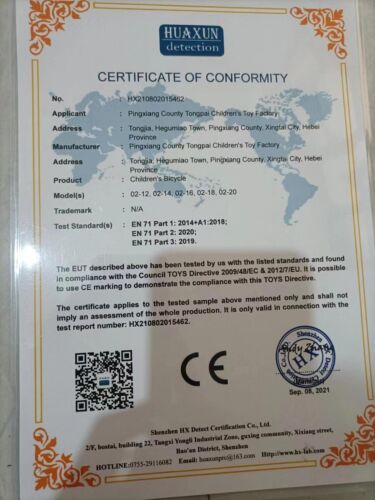 HUAXUN
detection
CERTIFICATE OF CONFORMITY
No. : HX210802015462
Applicant : Pingxiang County Tongpai Children's Toy Factory
Address : Tongjia, Hegumiao Town, Pingxiang County, Xingtai City, Hebei
Province
Manufacturer : Pingxiang County Tongpai Children's Toy Factory
Address : Tongjia, Hegumiao Town, Pingxiang County, Xingtai City, Hebei
Province
Product : Children's Bicycle
Model(s) : 02-12, 02-14, 02-16, 02-18, 02-20
Trademark : N/A
Test Standard(s) : EN 71 Part 1: 2014+A1:2018;
EN 71 Part 2: 2020;
EN 71 Part 3: 2019.
The EUT described above has been tested by us with the listed standards and found
in compliance with the Council TOYS Directive 2009/48/EC & 2012/7/EU. It is possible
to use CE marking to demonstrate the compliance with this TOYS Directive.
The certificate applies to the tested sample above mentioned only and shall not
imply an assessment of the whole production. It is only valid in connection with the
test report number: HX210802015462.
CE
Shenzhen HX Detect
HX
Sep. 08, 2021
Shenzhen HX Detect Certification Co., Ltd.
2/F, bontop, building 22, Tangxi Yongli Industrial Zone, guxing community, Xixiang street,
Bao'an District, Shenzhen
Hotline:0755-29116082 Email: huaxunpro@163.com http://www.hx-lab.com